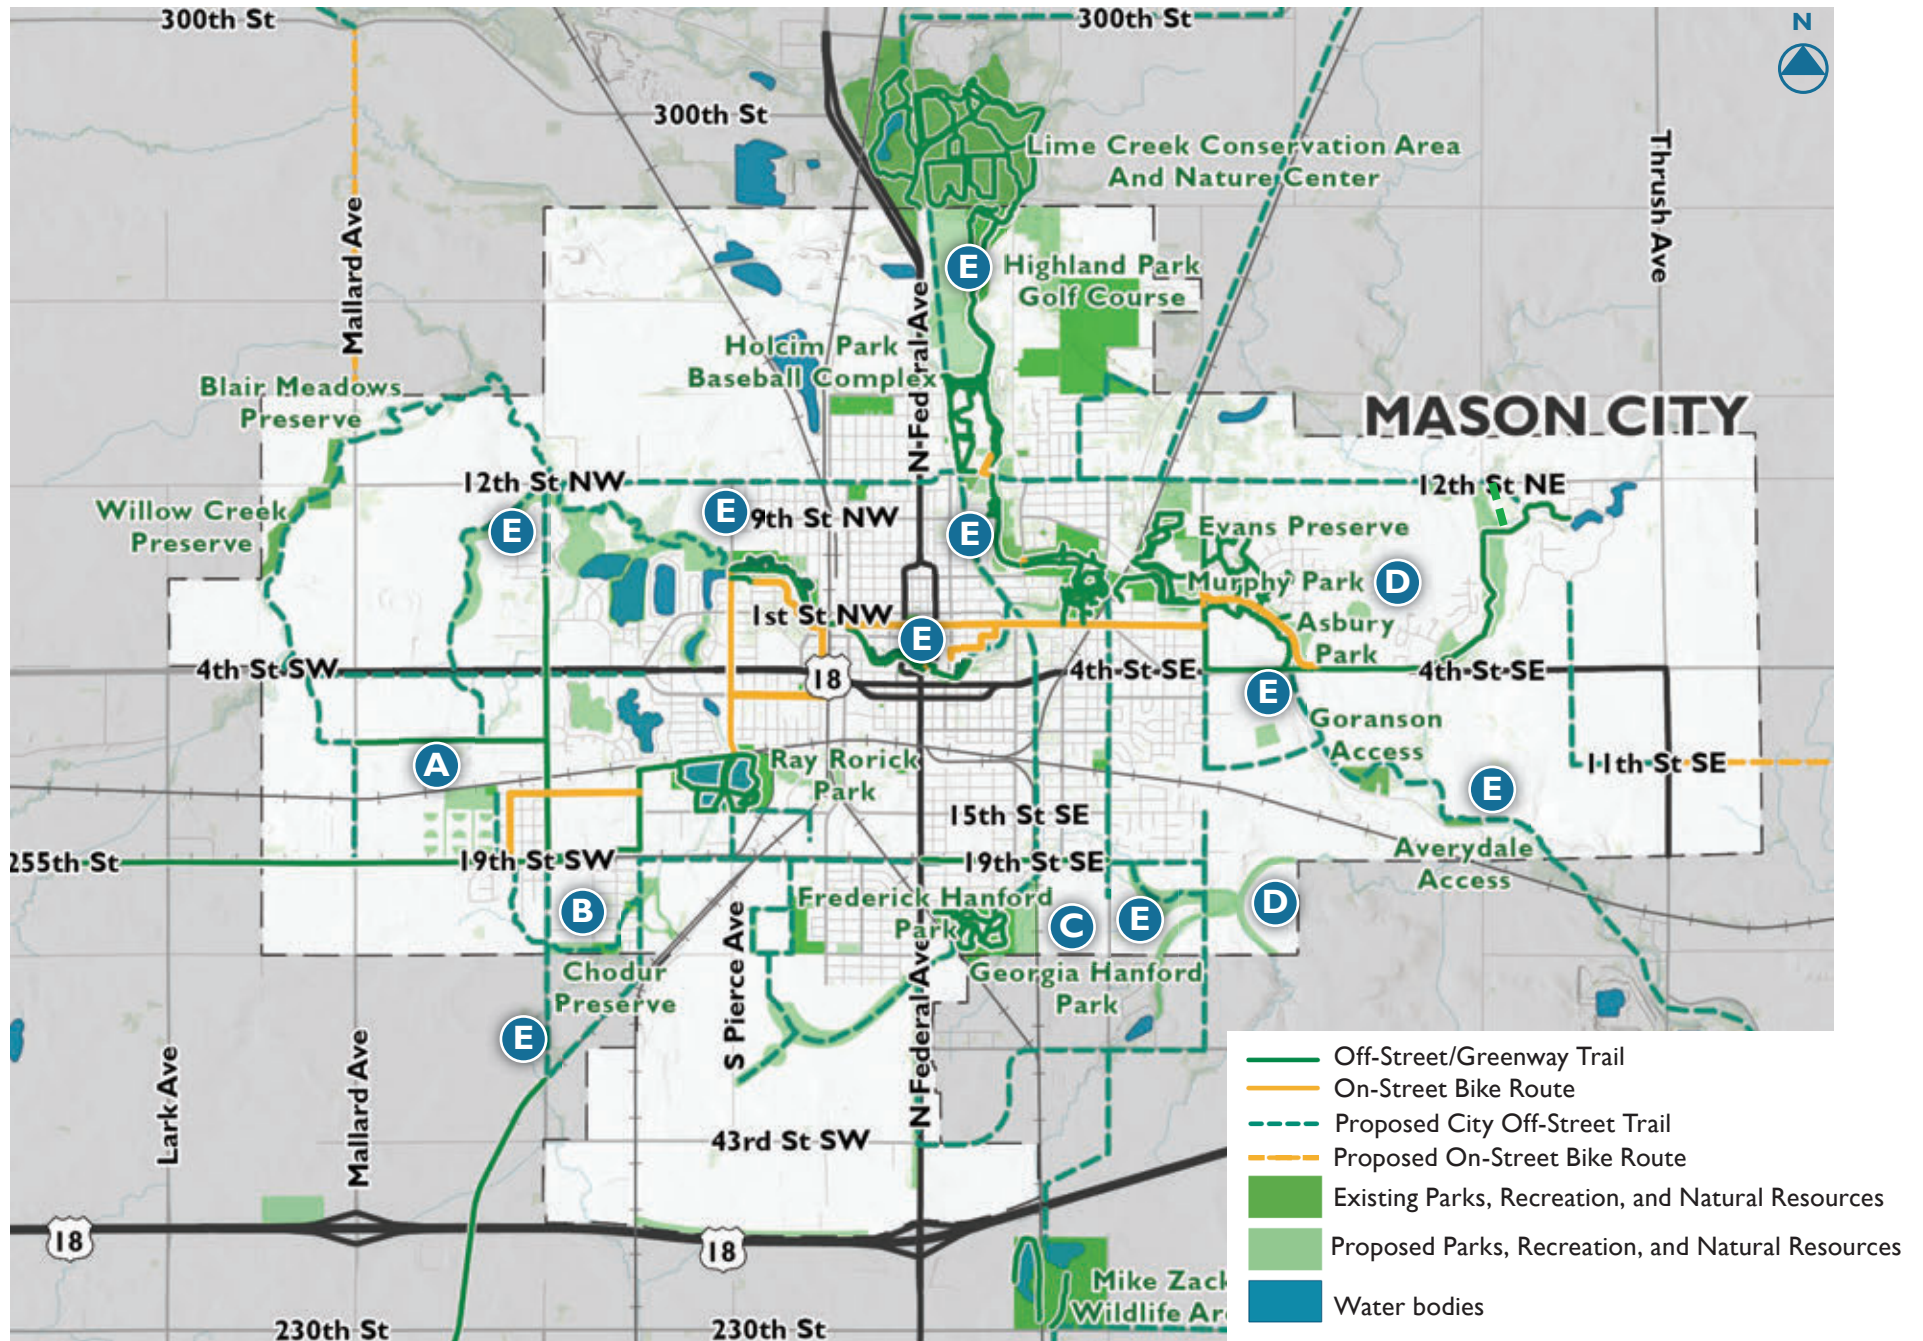 300th St
300th St
N
300th St
Lime Creek Conservation Area
And Nature Center
Thrush Ave
Mallard Ave
E
Highland Park
Golf Course
N Federal Ave
Holcim Park
Baseball Complex
Blair Meadows
Preserve
MASON CITY
12th St NW
12th St NE
Willow Creek
Preserve
E
E
9th St NW
E
Evans Preserve
Murphy Park
D
1st St NW
E
Asbury
Park
4th St SW
18
4th St SE
4th St SE
E
Goranson
Access
A
Ray Rorick
Park
11th St SE
E
15th St SE
255th St
19th St SW
19th St SE
Averydale
Access
B
Frederick Hanford
Park
C
E
D
S Pierce Ave
N Federal Ave
Chodur
Preserve
Georgia Hanford
Park
E
Lark Ave
Mallard Ave
43rd St SW
18
18
Mike Zack
Wildlife Ar
230th St
230th St
Off-Street/Greenway Trail
On-Street Bike Route
Proposed City Off-Street Trail
Proposed On-Street Bike Route
Existing Parks, Recreation, and Natural Resources
Proposed Parks, Recreation, and Natural Resources
Water bodies